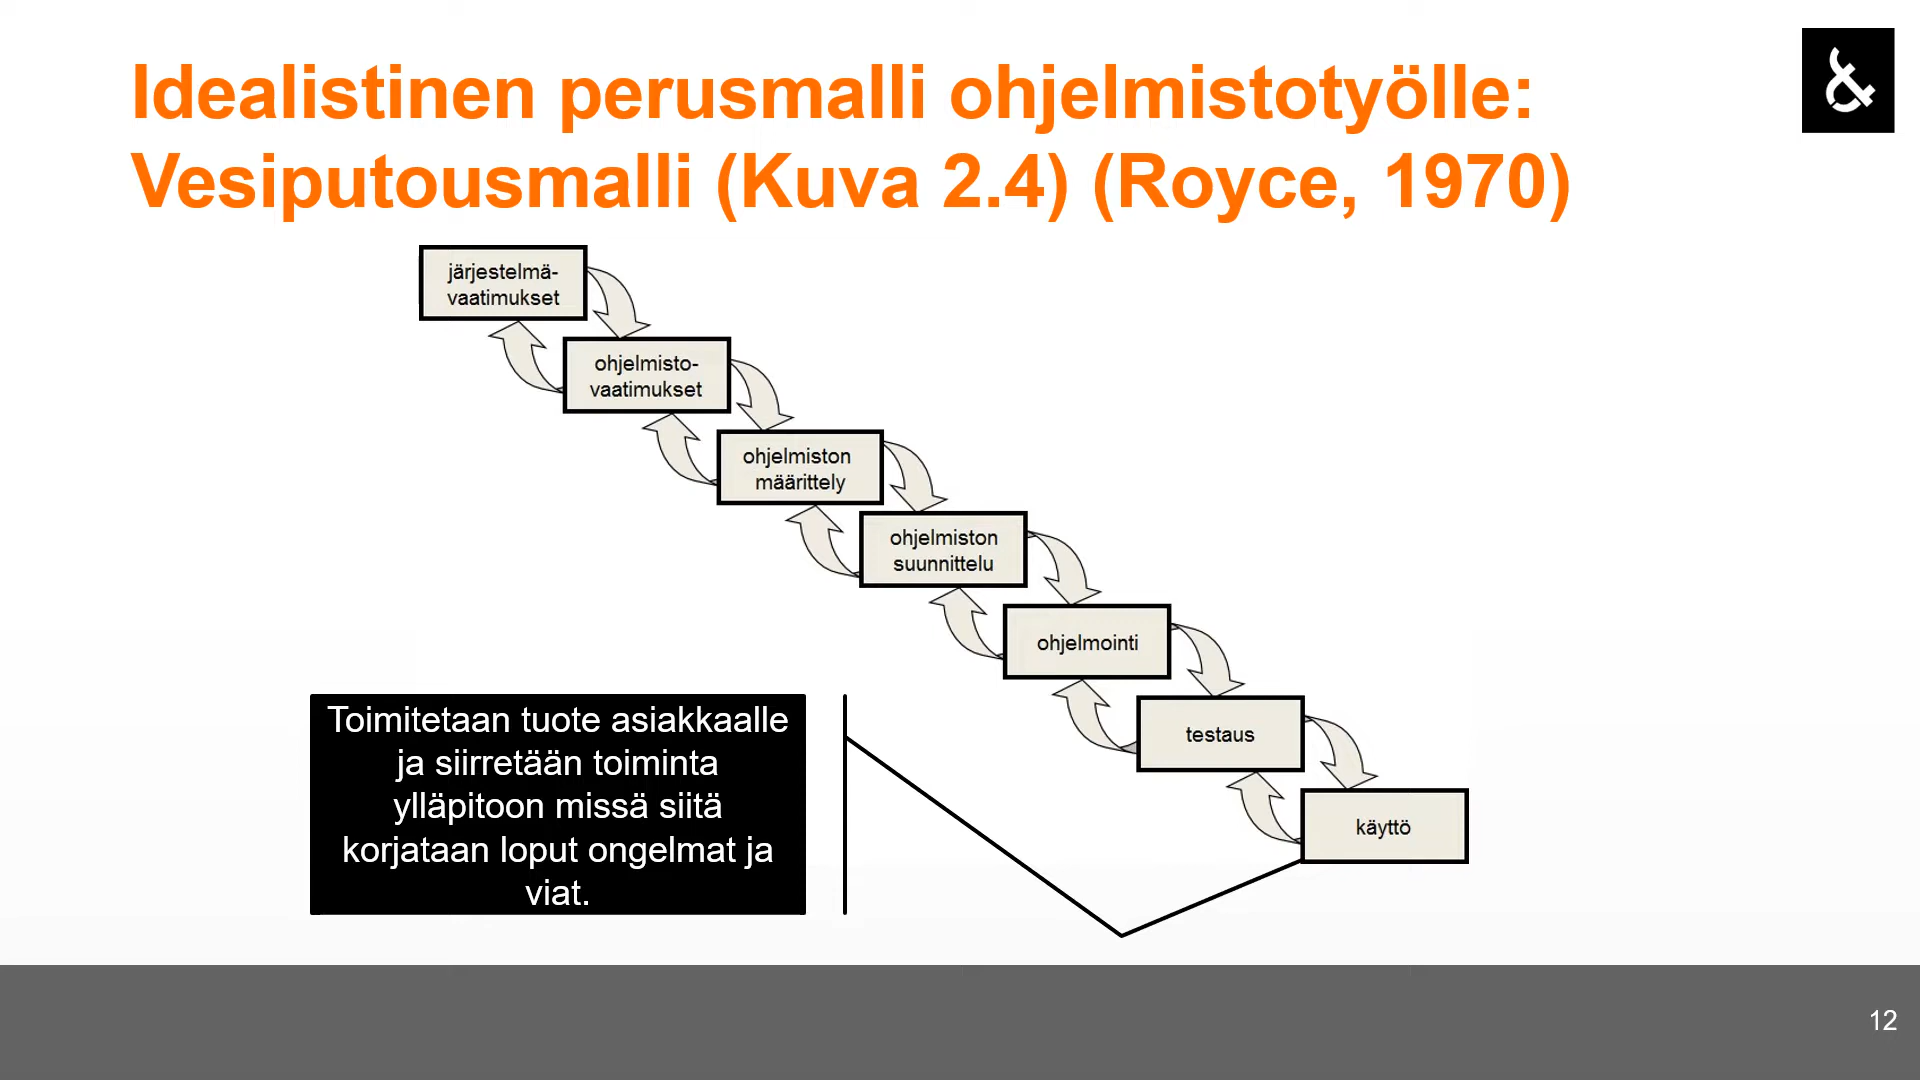 Idealistinen perusmalli ohjelmistotyölle:
Vesiputousmalli (Kuva 2.4) (Royce, 1970)
&
järjestelmä-
vaatimukset
ohjelmisto-
vaatimukset
ohjelmiston
määrittely
ohjelmiston
suunnittelu
ohjelmointi
testaus
käyttö
Toimitetaan tuote asiakkaalle
ja siirretään toiminta
ylläpitoon missä siitä
korjataan loput ongelmat ja
viat.
12